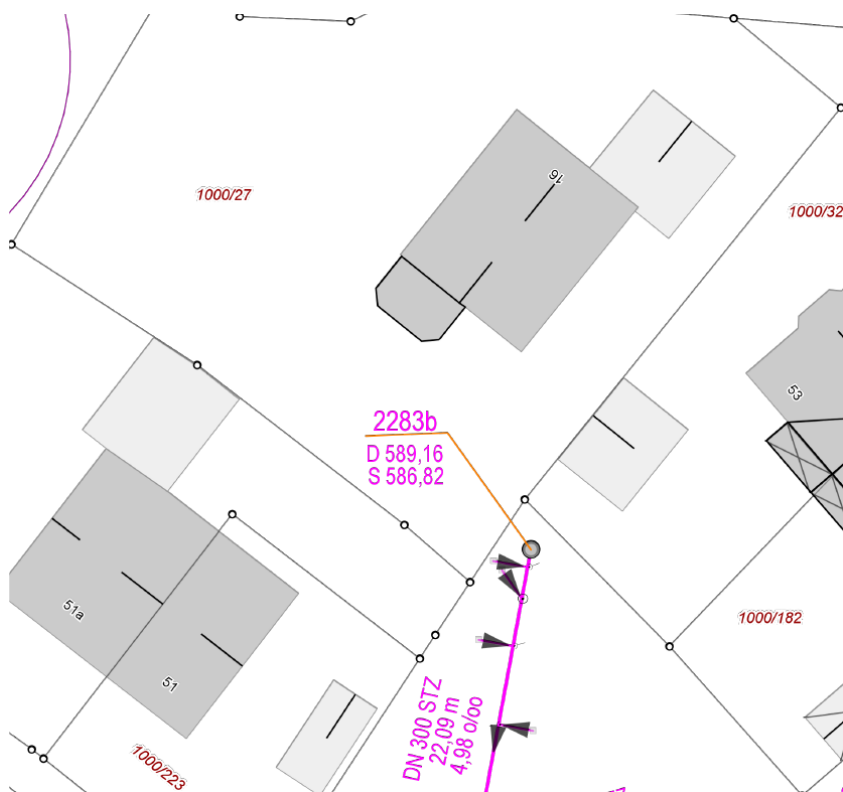 1000/27
16
1000/32
53
2283b
D 589,16
S 586,82
51a
51
1000/182
DN 300 STZ
22,09 m
4,98 o/oo
1000/223